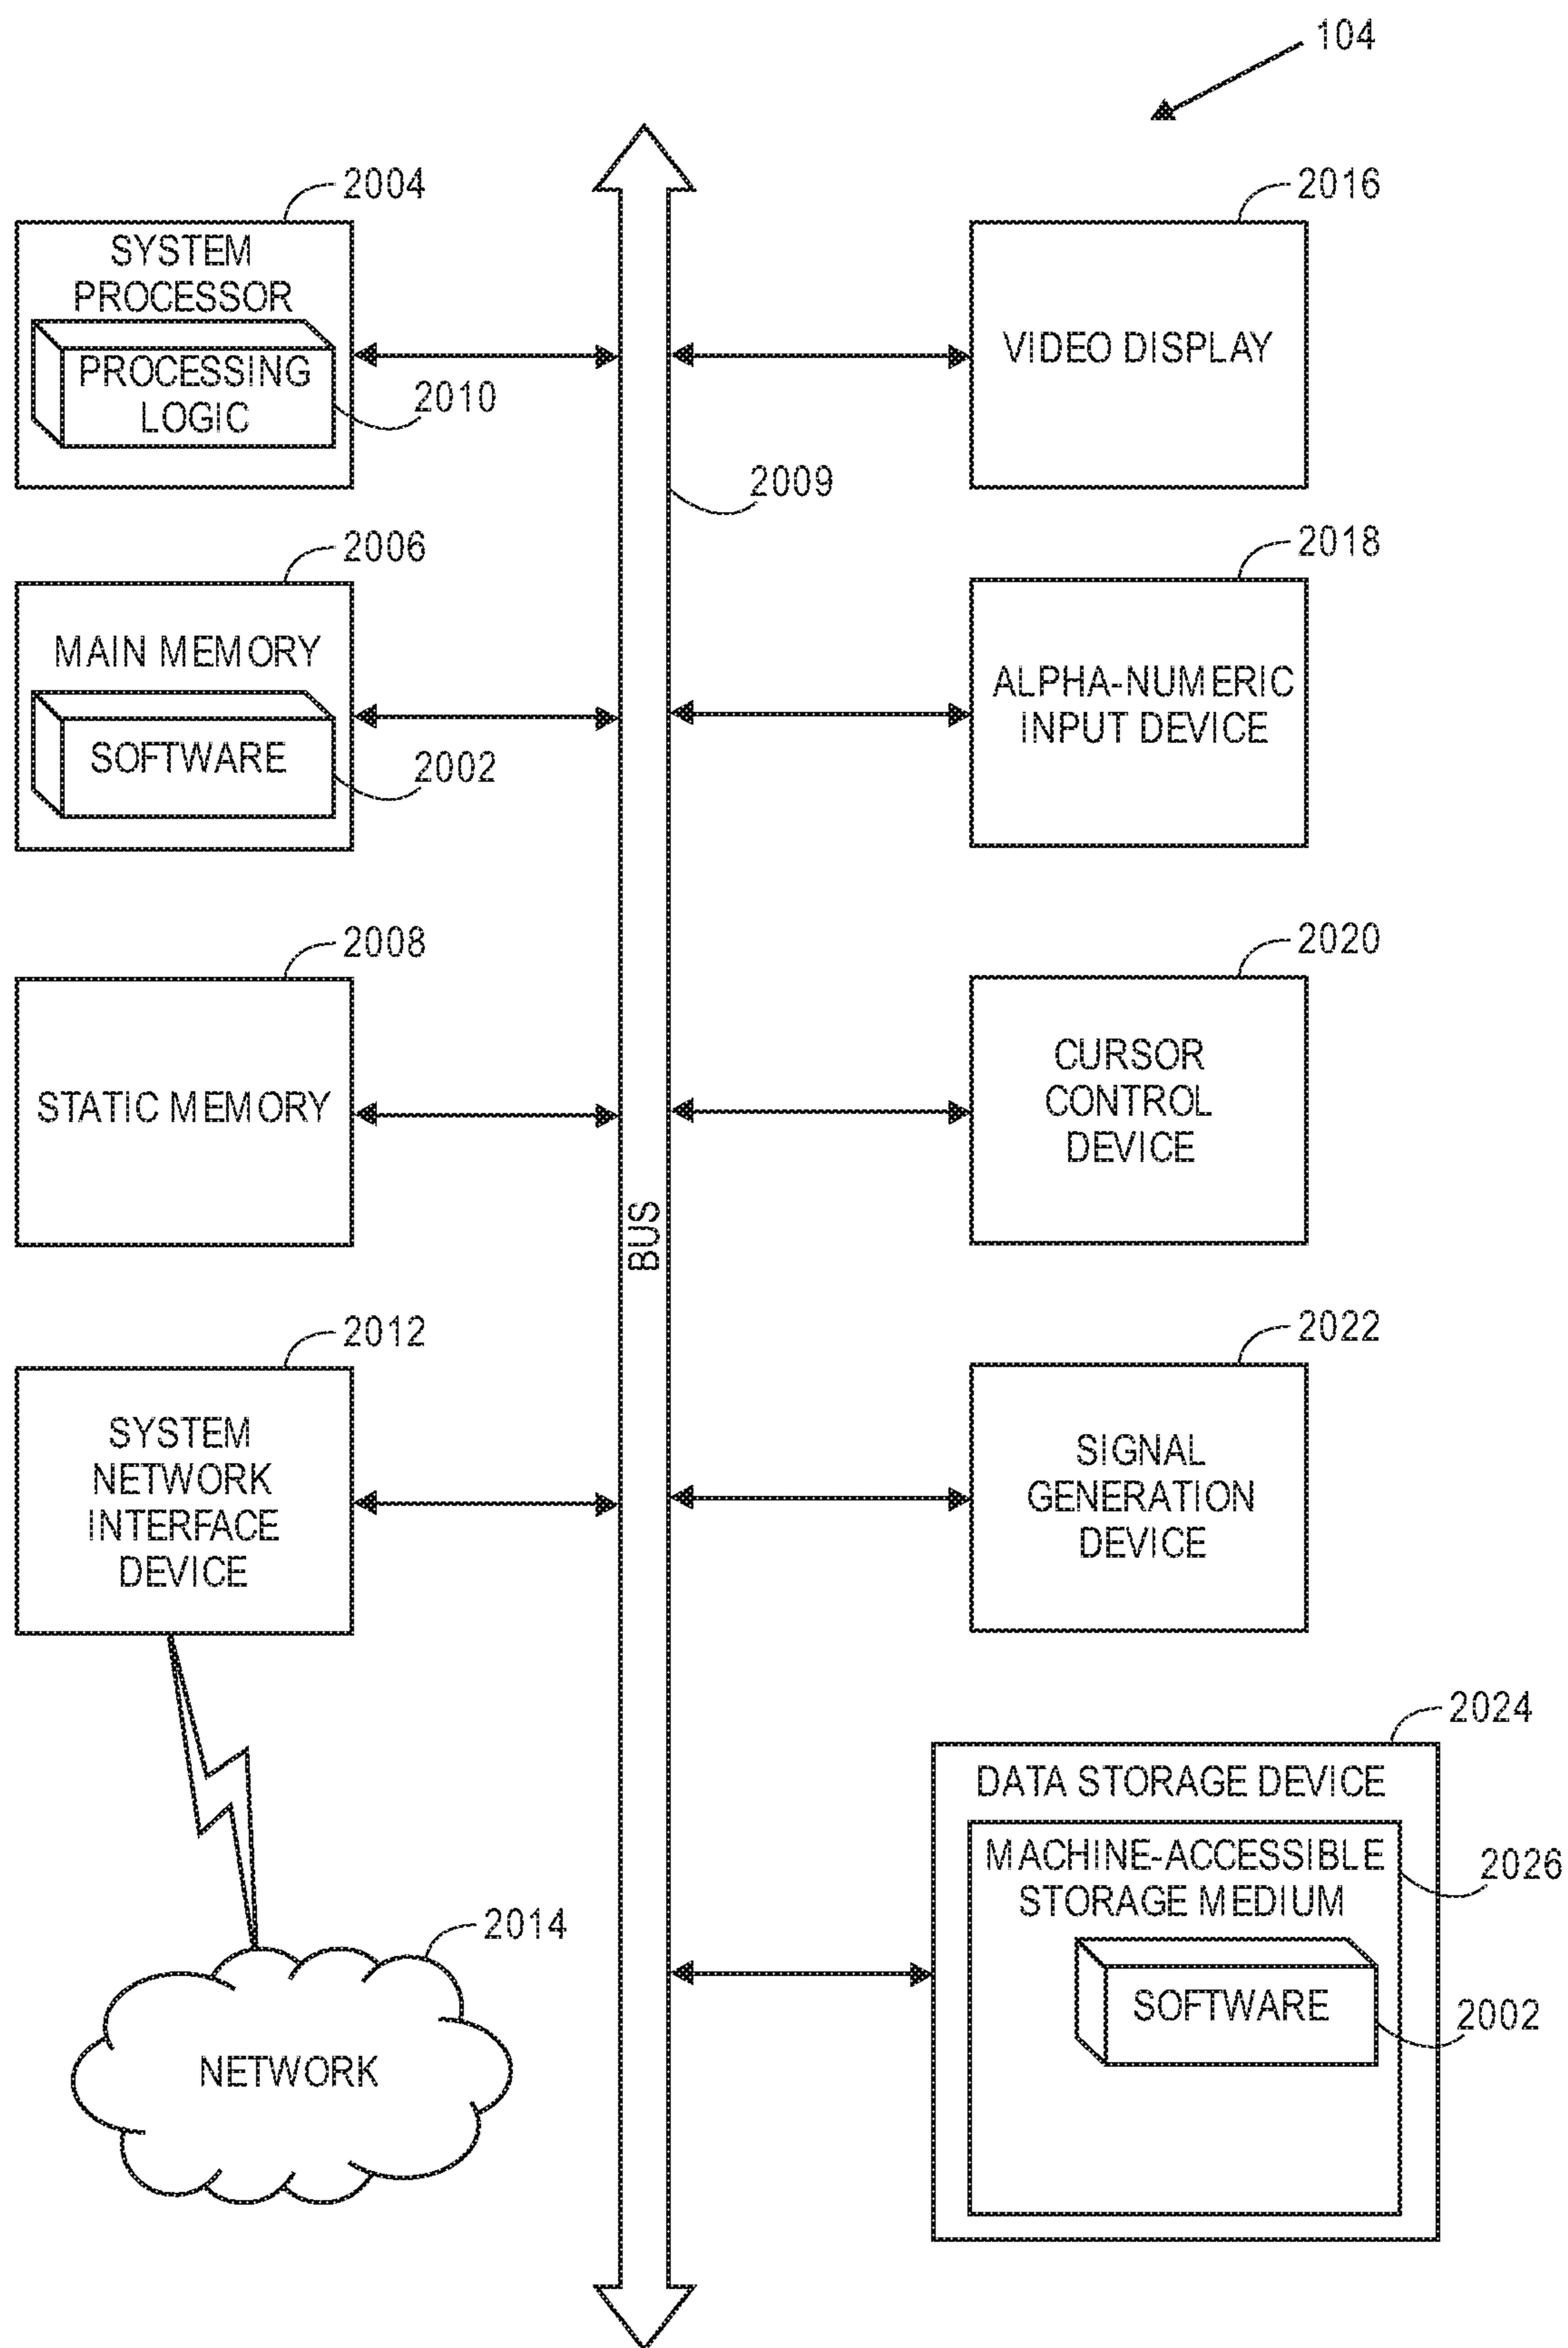 104
2004
SYSTEM
PROCESSOR
PROCESSING
LOGIC
2010
2016
VIDEO DISPLAY
2009
2006
MAIN MEMORY
SOFTWARE
2002
2018
ALPHA-NUMERIC
INPUT DEVICE
2008
STATIC MEMORY
2020
CURSOR
CONTROL
DEVICE
BUS
2012
SYSTEM
NETWORK
INTERFACE
DEVICE
2022
SIGNAL
GENERATION
DEVICE
2014
NETWORK
2024
DATA STORAGE DEVICE
MACHINE-ACCESSIBLE
STORAGE MEDIUM
2026
SOFTWARE
2002